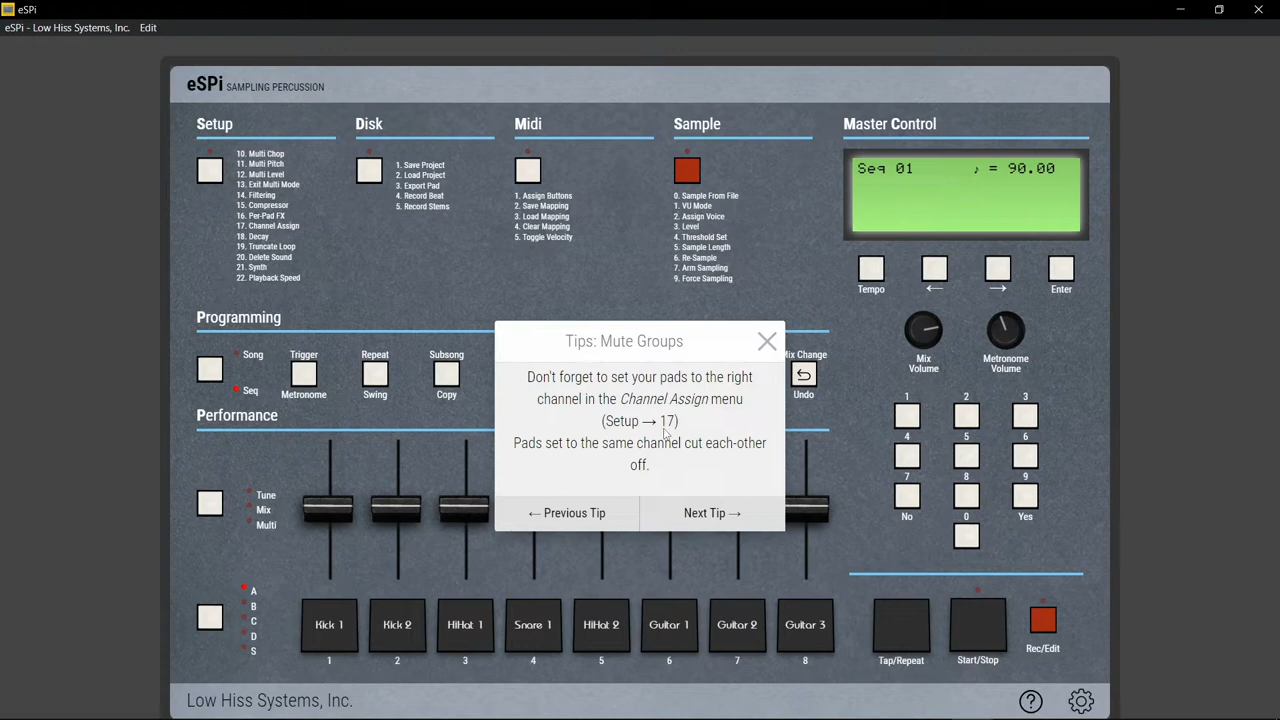 eSPi
eSPi - Low Hiss Systems, Inc. Edit
eSPi SAMPLING PERCUSSION
Setup
10. Multi Chop
11. Multi Pitch
12. Multi Level
13. Exit Multi Mode
14. Filtering
15. Compressor
16. Per-Pad FX
17. Channel Assign
18. Decay
19. Truncate Loop
20. Delete Sound
21. Synth
22. Playback Speed
Disk
1. Save Project
2. Load Project
3. Export Pad
4. Record Beat
5. Record Stems
Midi
1. Assign Buttons
2. Save Mapping
3. Load Mapping
4. Clear Mapping
5. Toggle Velocity
Sample
0. Sample From File
1. VU Mode
2. Assign Voice
3. Level
4. Threshold Set
5. Sample Length
6. Re-Sample
7. Arm Sampling
9. Force Sampling
Master Control
Seq 01 ♪ = 90.00
Tempo ← → Enter
Mix Volume
Metronome Volume
1 2 3
4 5 6
7 8 9
No 0 Yes
Programming
Song
Seq
Trigger
Metronome
Repeat
Swing
Subsong
Copy
Mix Change
Undo
Performance
Tune
Mix
Multi
Tips: Mute Groups
Don't forget to set your pads to the right
channel in the Channel Assign menu
(Setup → 17)
Pads set to the same channel cut each-other
off.
← Previous Tip
Next Tip →
A
B
C
D
S
Kick 1 Kick 2 HiHat 1 Snare 1 HiHat 2 Guitar 1 Guitar 2 Guitar 3
1 2 3 4 5 6 7 8
Tap/Repeat
Start/Stop
Rec/Edit
Low Hiss Systems, Inc.
?